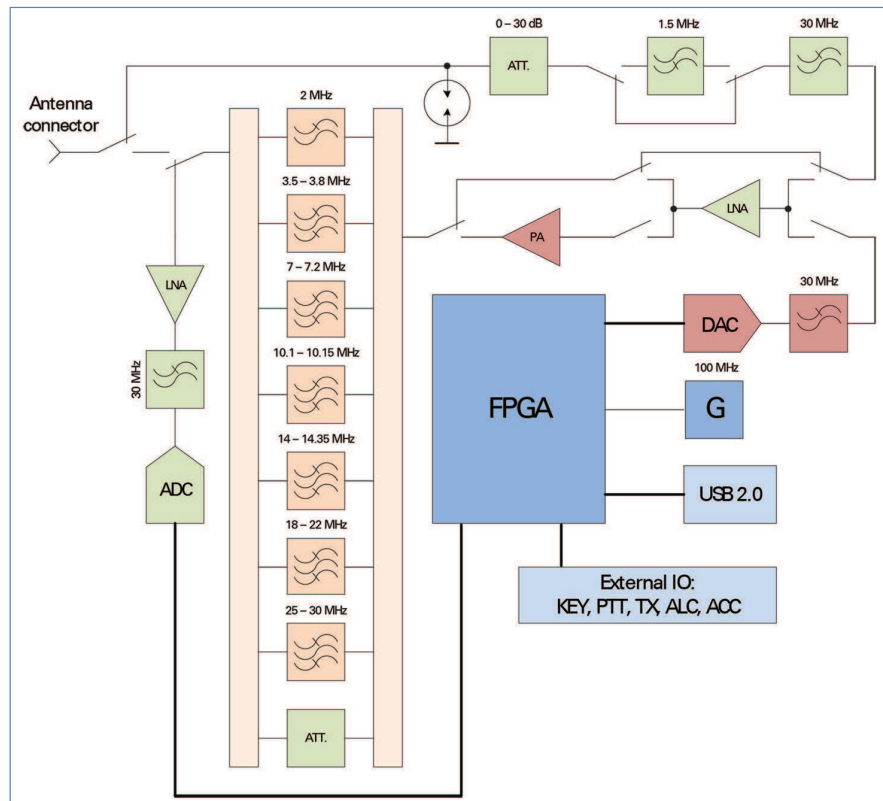 0 – 30 dB
1.5 MHz
30 MHz
ATT.
Antenna
connector
2 MHz
3.5 – 3.8 MHz
LNA
PA
7 – 7.2 MHz
LNA
30 MHz
DAC
30 MHz
10.1 – 10.15 MHz
100 MHz
FPGA
G
14 – 14.35 MHz
ADC
USB 2.0
18 – 22 MHz
External IO:
KEY, PTT, TX, ALC, ACC
25 – 30 MHz
ATT.